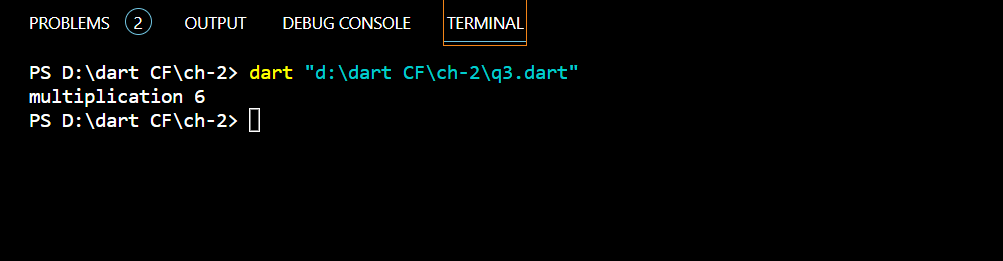 PROBLEMS 2 OUTPUT DEBUG CONSOLE TERMINAL
PS D:\dart CF\ch-2> dart "d:\dart CF\ch-2\q3.dart"
multiplication 6
PS D:\dart CF\ch-2>